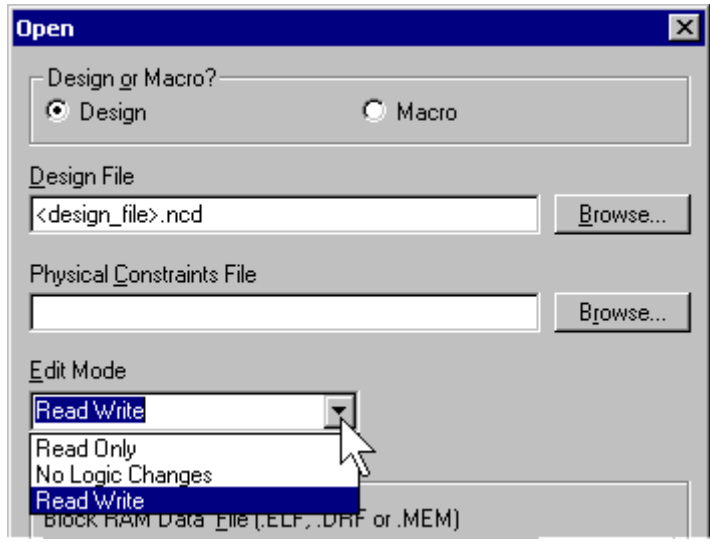 Open
Design or Macro?
Design
Macro
Design File
<design_file>.ncd
Browse...
Physical Constraints File
Browse...
Edit Mode
Read Write
Read Only
No Logic Changes
Read Write
Block RAM Data File (.ELF, .DRF or .MEM)